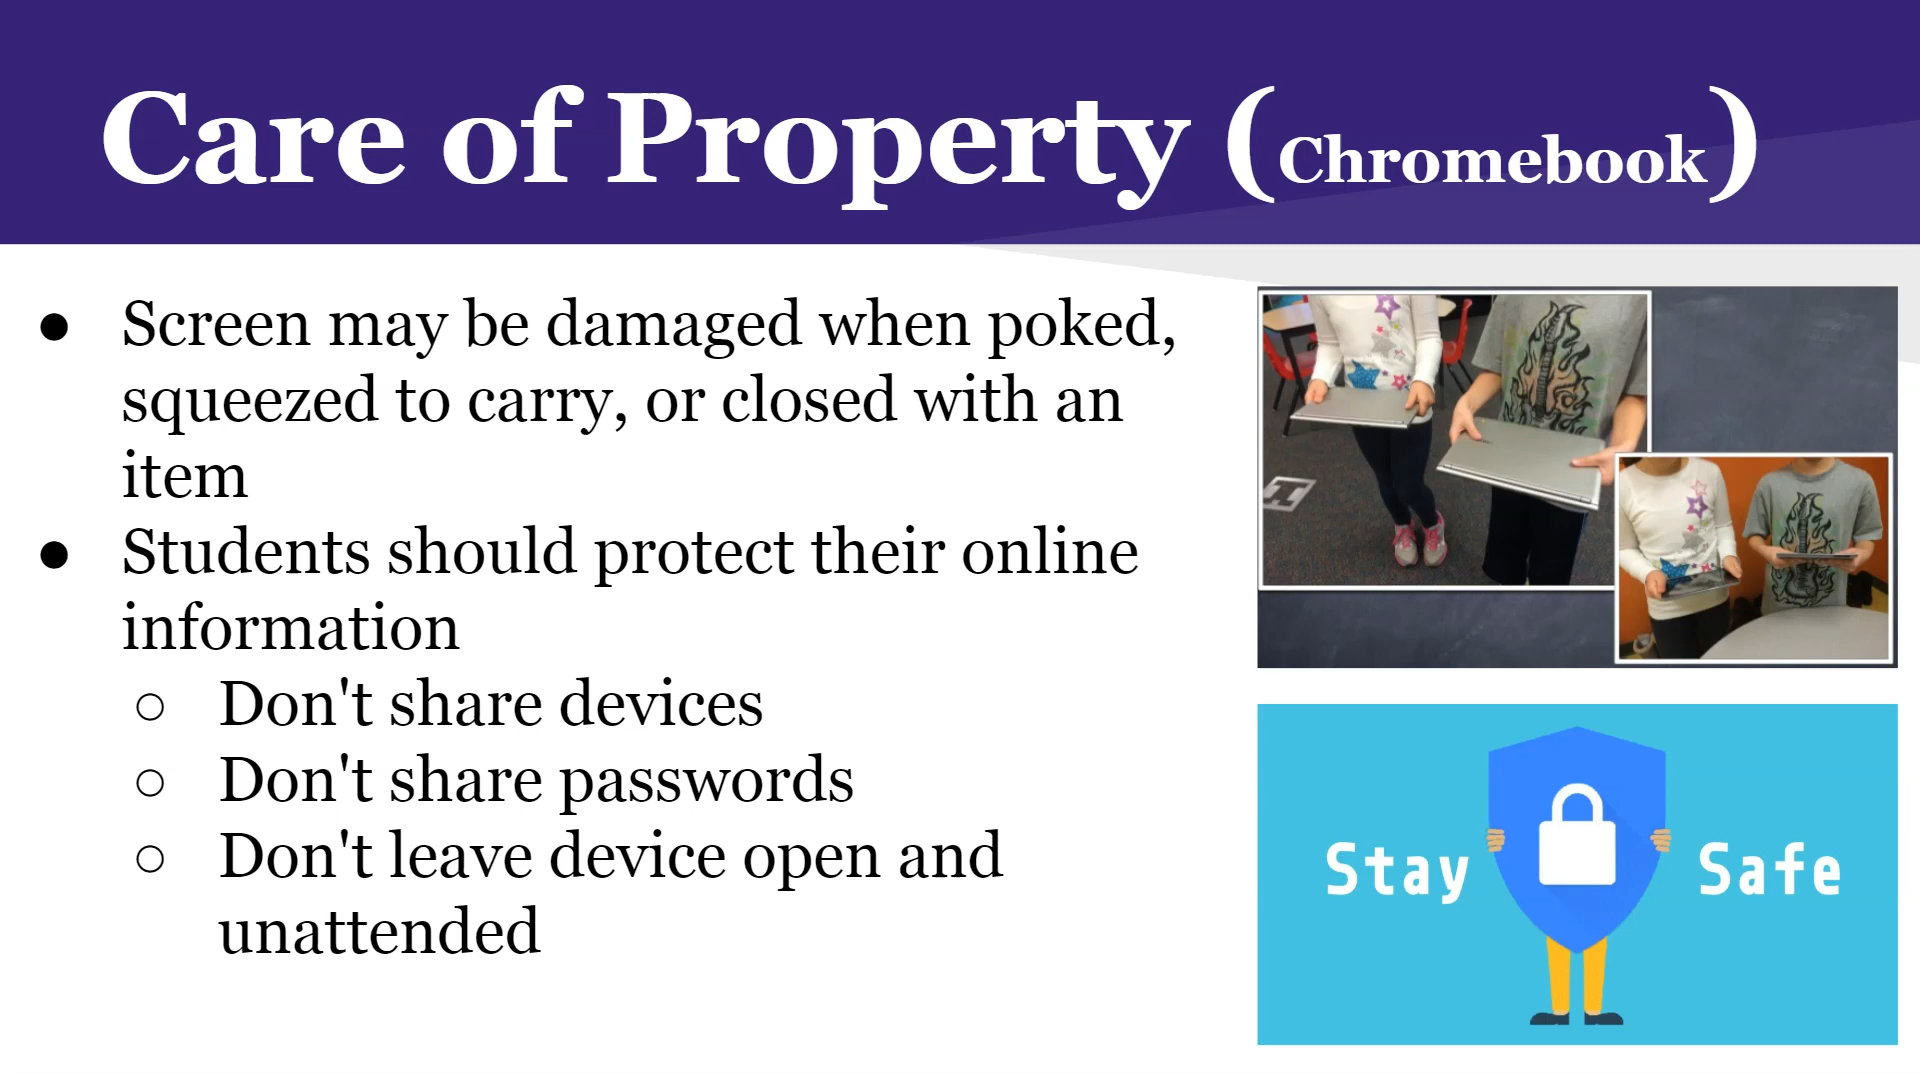 Care of Property (Chromebook)
● Screen may be damaged when poked,
squeezed to carry, or closed with an
item
● Students should protect their online
information
○ Don't share devices
○ Don't share passwords
○ Don't leave device open and
unattended
Stay Safe